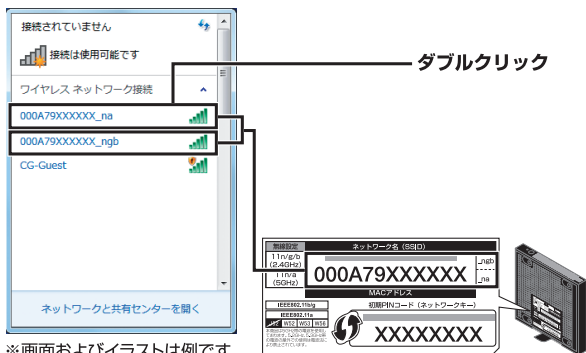 接続されていません
接続は使用可能です
ダブルクリック
ワイヤレス ネットワーク接続
000A79XXXXXX_na
000A79XXXXXX_ngb
CG-Guest
ネットワークと共有センターを開く
※画面およびイラストは例です
無線設定
ネットワーク名 (SSID)
11n/g/b
(2.4GHz)
11n/a
(5GHz)
000A79XXXXXX
_ngb
_na
MACアドレス
IEEE802.11b/g
IEEE802.11a
W52 W53 W56
初期PINコード (ネットワークキー)
XXXXXXXX